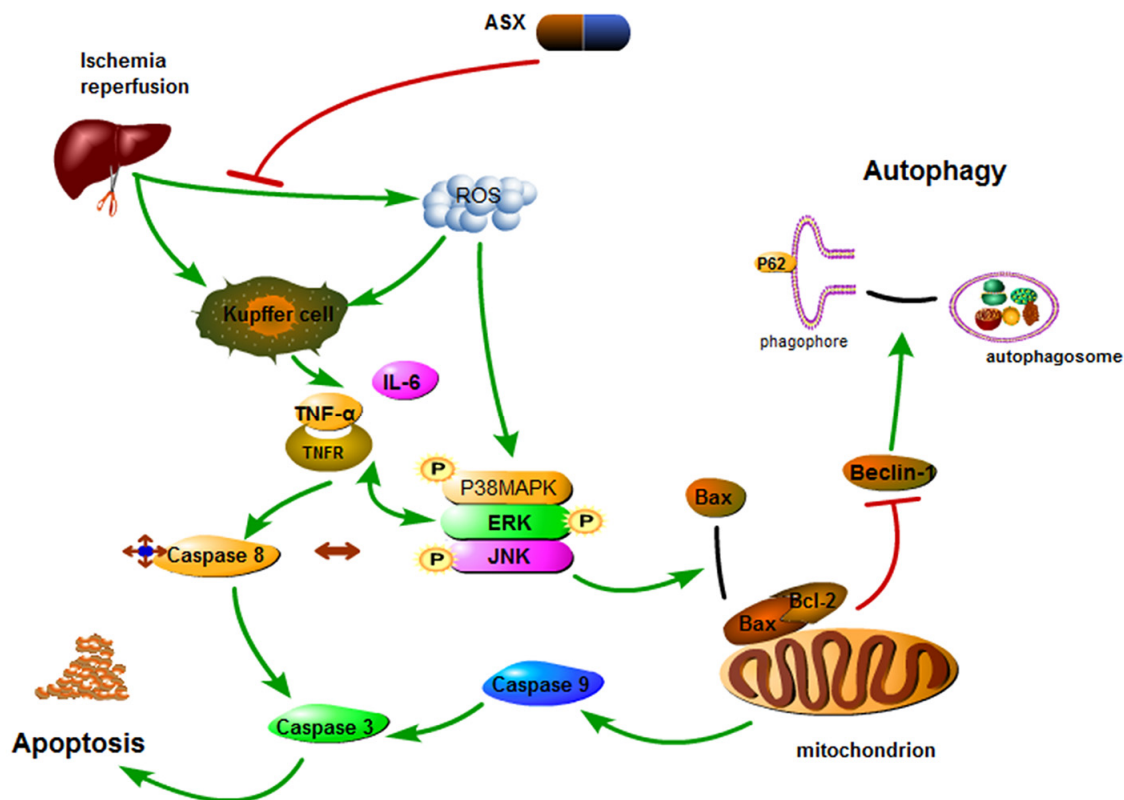 ASX
Ischemia
reperfusion
ROS
Autophagy
P62
phagophore
autophagosome
Kupffer cell
IL-6
TNF-α
TNFR
P
P38MAPK
ERK
P
P
JNK
Bax
Beclin-1
Caspase 8
Bcl-2
Bax
Caspase 9
Caspase 3
Apoptosis
mitochondrion